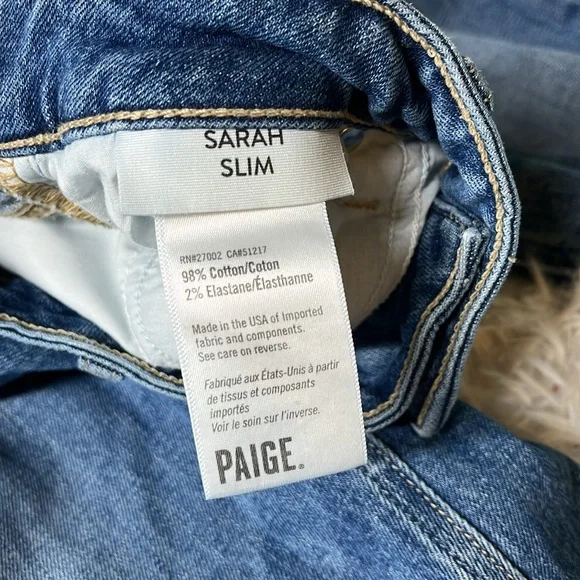 SARAH
SLIM
RN#27002 CA#51217
98% Cotton/Coton
2% Elastane/Élasthanne
Made in the USA of Imported
fabric and components.
See care on reverse.
Fabriqué aux États-Unis à partir
de tissus et composants
importés
Voir le soin sur l'inverse.
PAIGE®